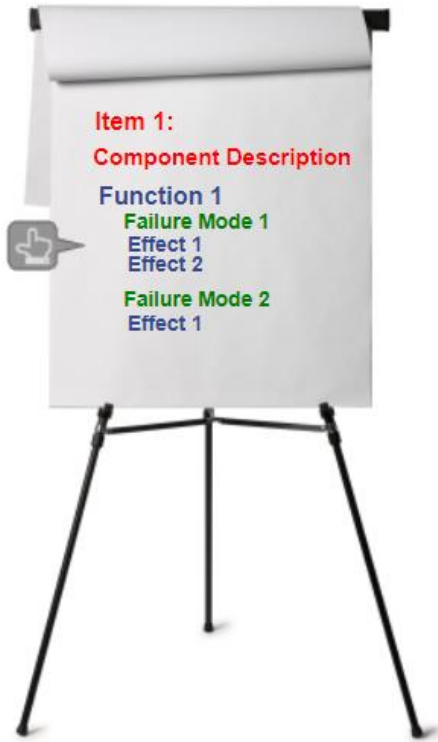 Item 1:
Component Description
Function 1
Failure Mode 1
Effect 1
Effect 2
Failure Mode 2
Effect 1